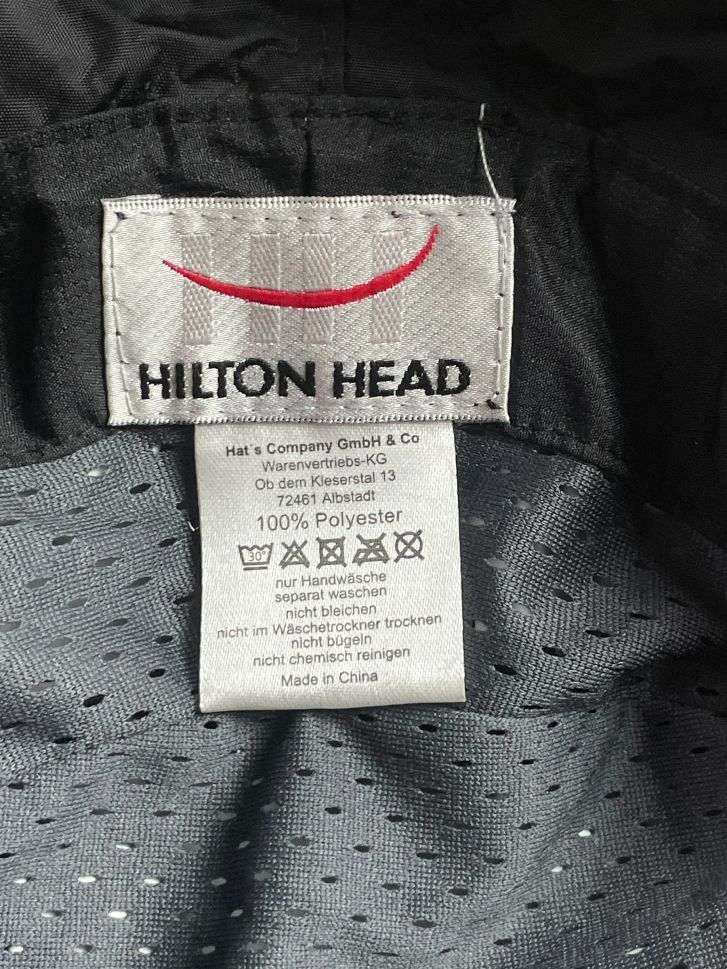 HILTON HEAD
Hat´s Company GmbH & Co
Warenvertriebs-KG
Ob dem Kleserstal 13
72461 Albstadt
100% Polyester
30°
nur Handwäsche
separat waschen
nicht bleichen
nicht im Wäschetrockner trocknen
nicht bügeln
nicht chemisch reinigen
Made in China